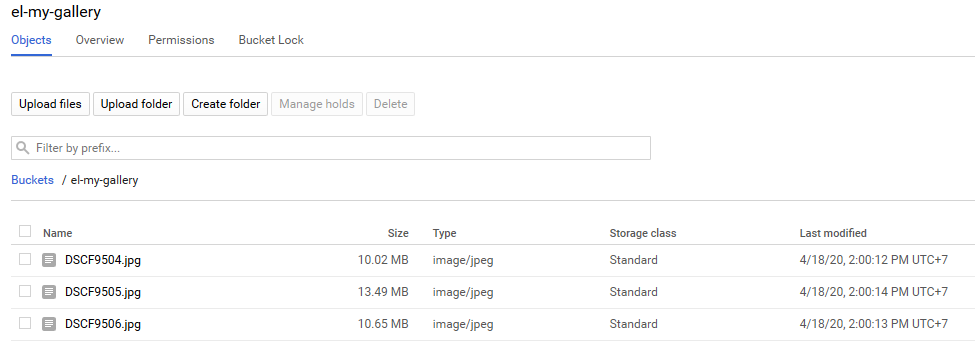 el-my-gallery
Objects Overview Permissions Bucket Lock
Upload files Upload folder Create folder Manage holds Delete
Filter by prefix...
Buckets / el-my-gallery
Name Size Type Storage class Last modified
DSCF9504.jpg 10.02 MB image/jpeg Standard 4/18/20, 2:00:12 PM UTC+7
DSCF9505.jpg 13.49 MB image/jpeg Standard 4/18/20, 2:00:14 PM UTC+7
DSCF9506.jpg 10.65 MB image/jpeg Standard 4/18/20, 2:00:13 PM UTC+7